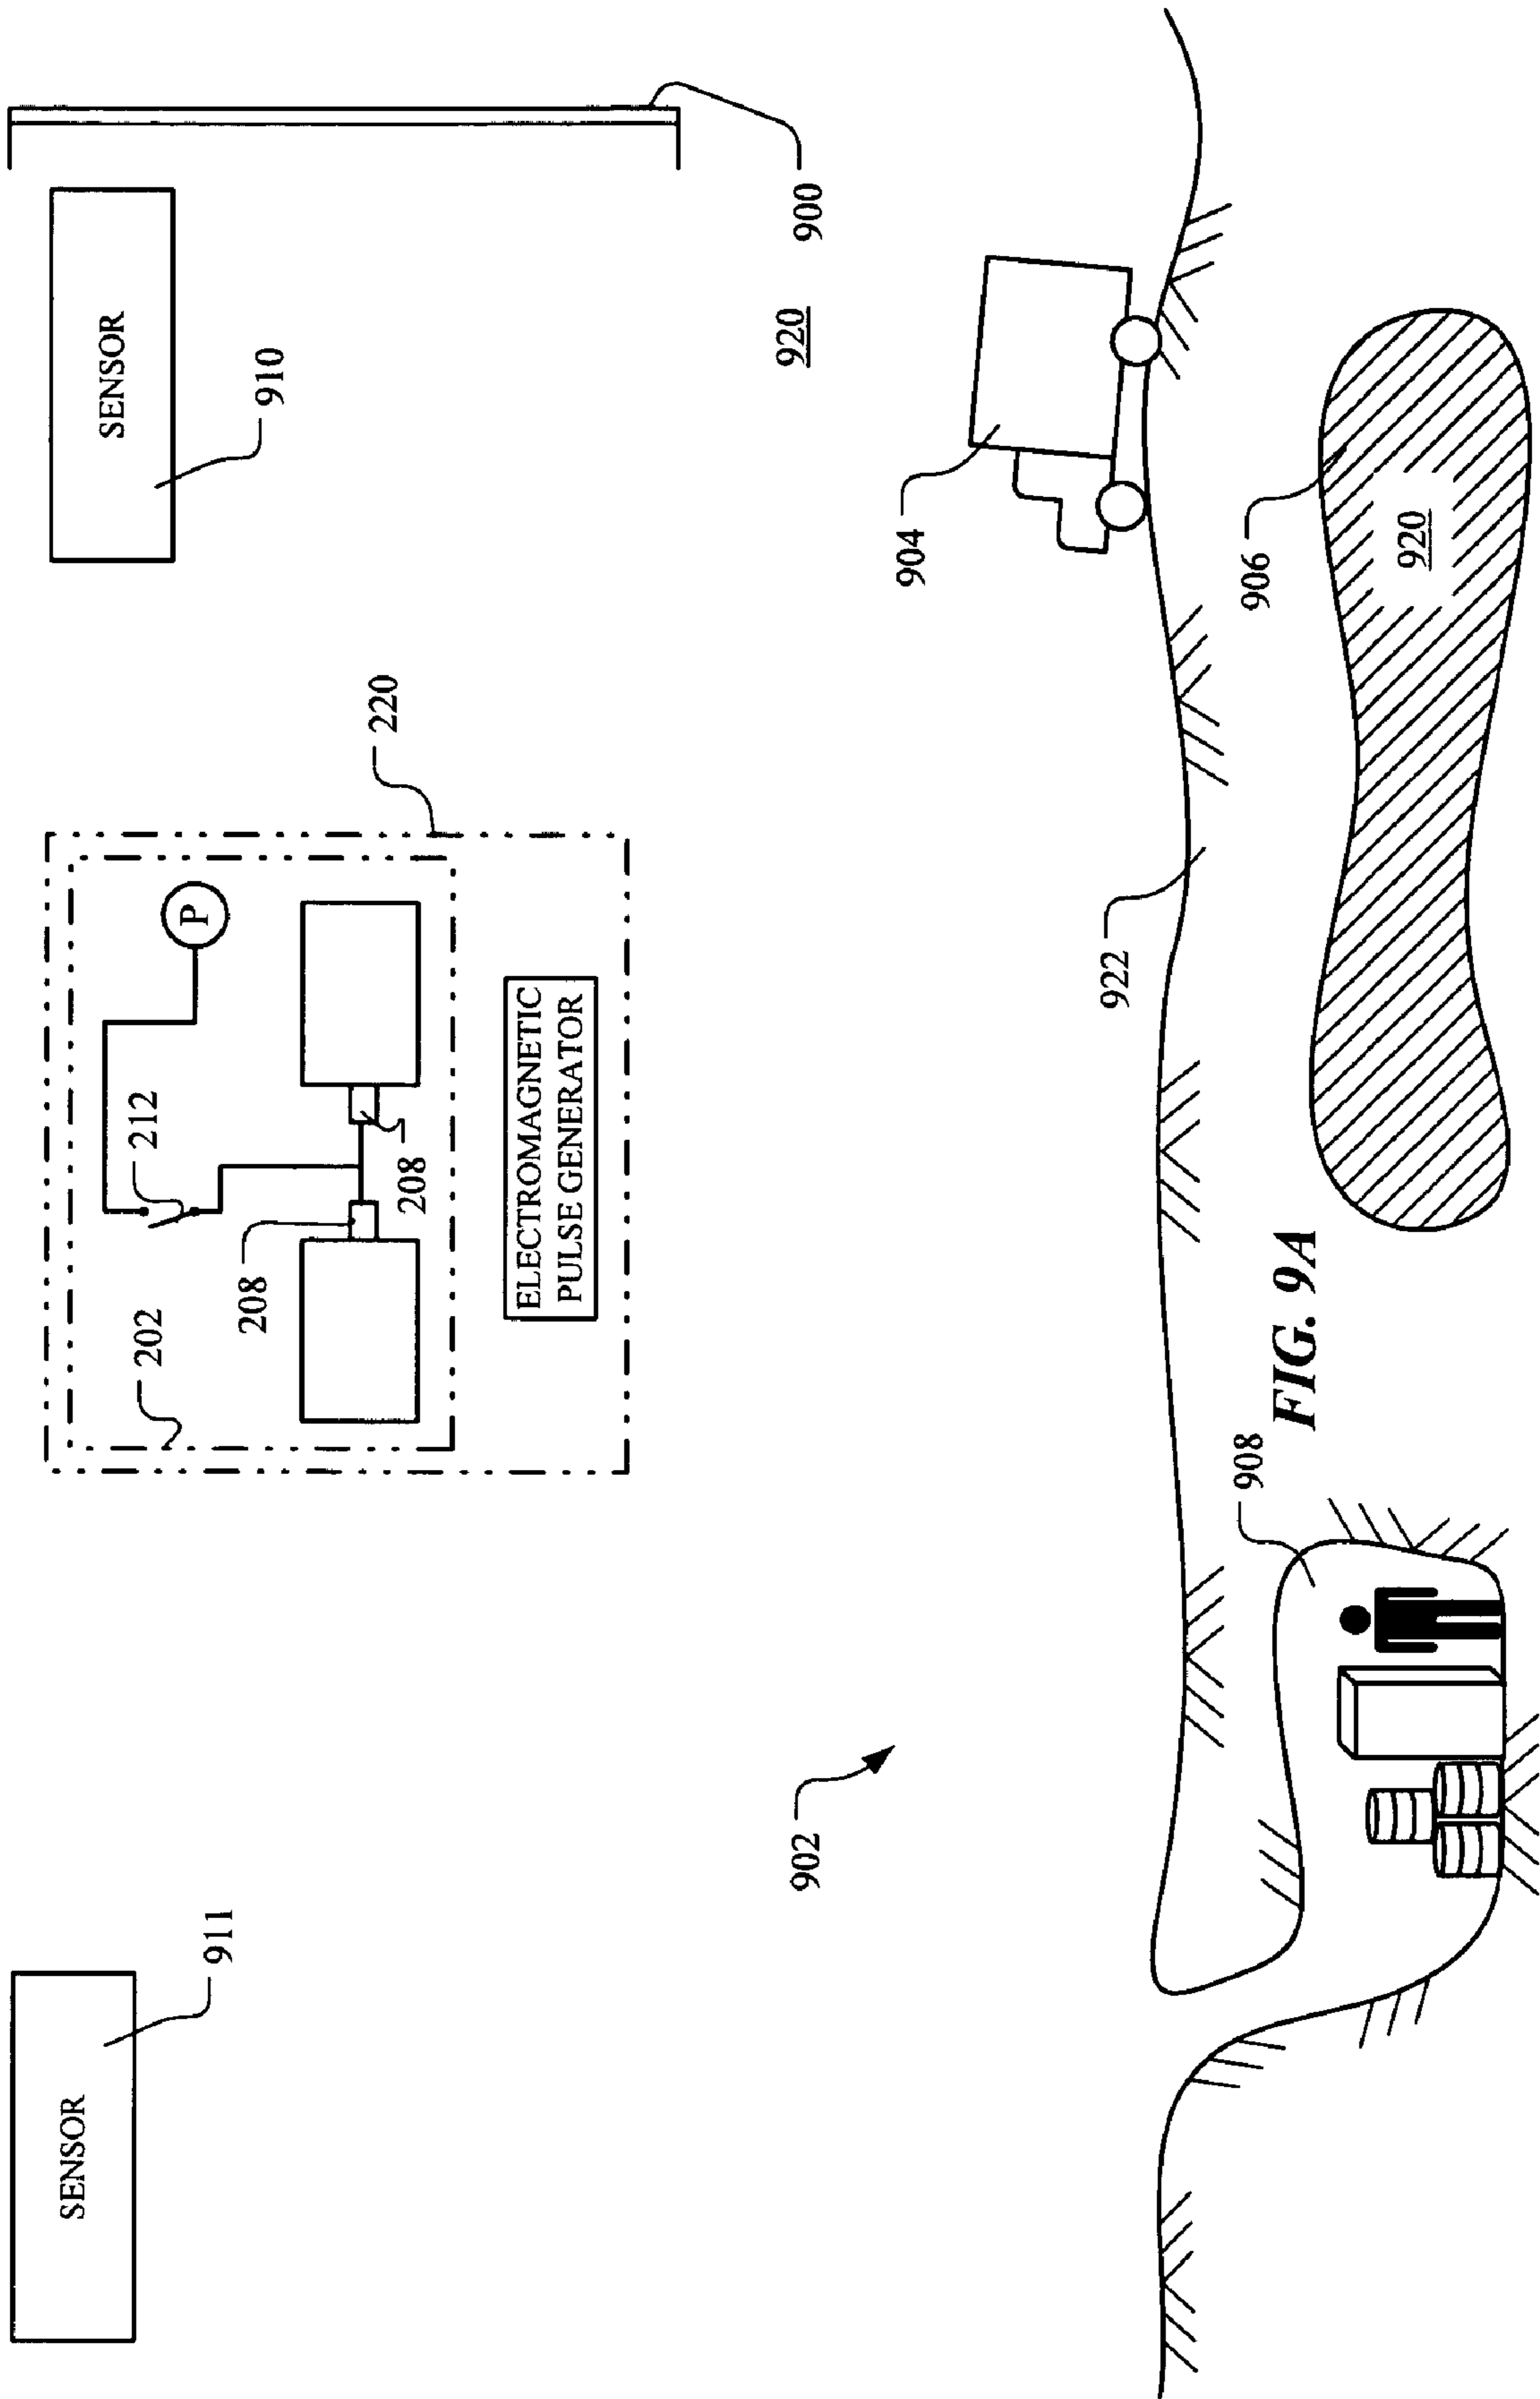 SENSOR
911
202
212
P
208
208
ELECTROMAGNETIC
PULSE GENERATOR
220
SENSOR
910
900
902
920
904
922
908
906
920
FIG. 9A